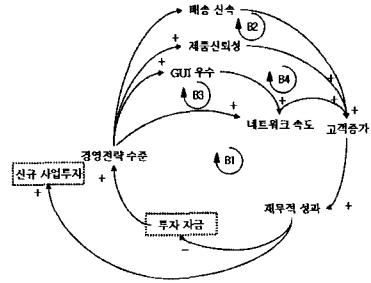 배송 신속
B2
+
제품신뢰성
+
+
GUI 우수
B4
+
B3
+
+
+
+
네트워크 속도
고객증가
경영전략 수준
B1
신규 사업투자
+
+
재무적 성과
+
투자 자금
−